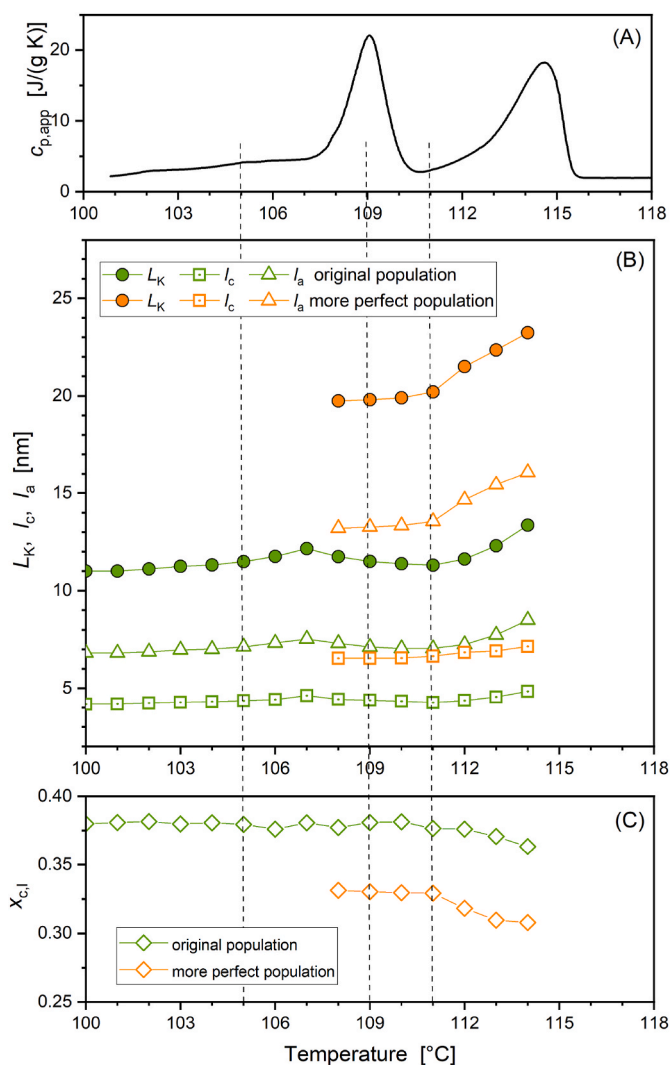 (A)
c_p,app [J/(g K)]
20
10
0
100 103 106 109 112 115 118
(B)
L_K l_c l_a original population
L_K l_c l_a more perfect population
L_K, l_c, l_a [nm]
25
20
15
10
5
100 103 106 109 112 115 118
(C)
x_c,l
0.40
0.35
0.30
0.25
original population
more perfect population
100 103 106 109 112 115 118
Temperature [°C]